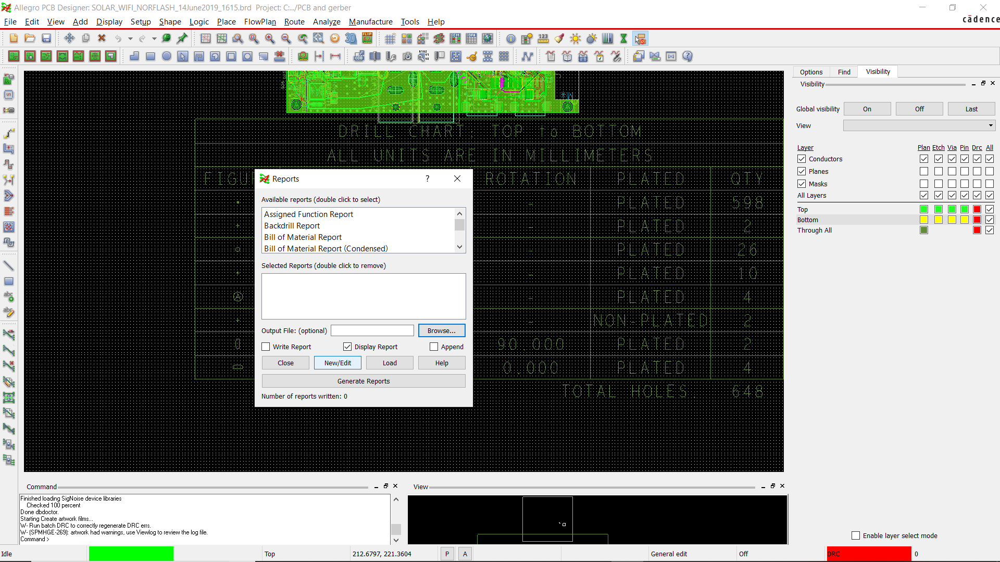 Allegro PCB Designer: SOLAR_WIFI_NORFLASH_14June2019_1615.brd  Project: C:.../PCB and gerber
File Edit View Add Display Setup Shape Logic Place FlowPlan Route Analyze Manufacture Tools Help
cādence
Options Find Visibility
Visibility
Global visibility On Off Last
View
Layer Plan Etch Via Pin Drc All
Conductors
Planes
Masks
All Layers
Top
Bottom
Through All
Enable layer select mode
DRILL CHART: TOP to BOTTOM
ALL UNITS ARE IN MILLIMETERS
ROTATION PLATED QTY
- PLATED 598
- PLATED 2
- PLATED 26
- PLATED 10
- PLATED 4
- NON-PLATED 2
90.000 PLATED 2
0.000 PLATED 4
TOTAL HOLES 648
Reports ?
Available reports (double click to select)
Assigned Function Report
Backdrill Report
Bill of Material Report
Bill of Material Report (Condensed)
Selected Reports (double click to remove)
Output File: (optional) Browse...
Write Report Display Report Append
Close New/Edit Load Help
Generate Reports
Number of reports written: 0
Command
Finished loading SigNoise device libraries
Checked 100 percent
Done dbdoctor.
Starting Create artwork films...
W- Run batch DRC to correctly regenerate DRC errs.
W- (SPMHGE-269): artwork had warnings, use Viewlog to review the log file.
Command >
View
Idle Top 212.6797, 221.3604 P A General edit Off DRC 0